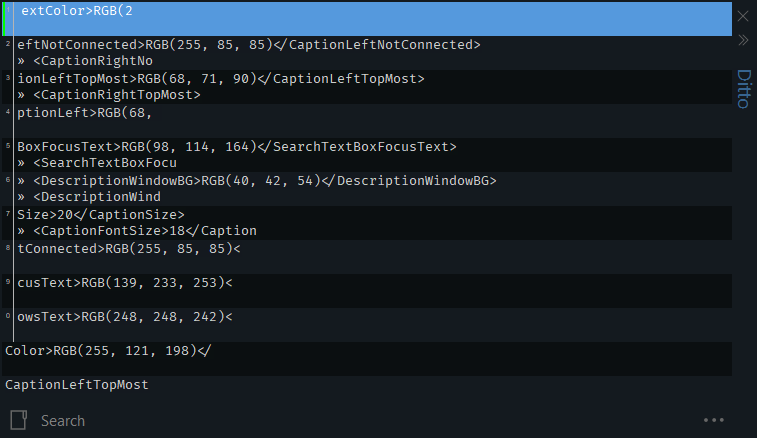 1 extColor>RGB(2
2 eftNotConnected>RGB(255, 85, 85)</CaptionLeftNotConnected>
» <CaptionRightNo
3 ionLeftTopMost>RGB(68, 71, 90)</CaptionLeftTopMost>
» <CaptionRightTopMost>
4 ptionLeft>RGB(68,
5 BoxFocusText>RGB(98, 114, 164)</SearchTextBoxFocusText>
» <SearchTextBoxFocu
6 » <DescriptionWindowBG>RGB(40, 42, 54)</DescriptionWindowBG>
» <DescriptionWind
7 Size>20</CaptionSize>
» <CaptionFontSize>18</Caption
8 tConnected>RGB(255, 85, 85)<
9 cusText>RGB(139, 233, 253)<
0 owsText>RGB(248, 248, 242)<
Color>RGB(255, 121, 198)</
CaptionLeftTopMost
Search
Ditto